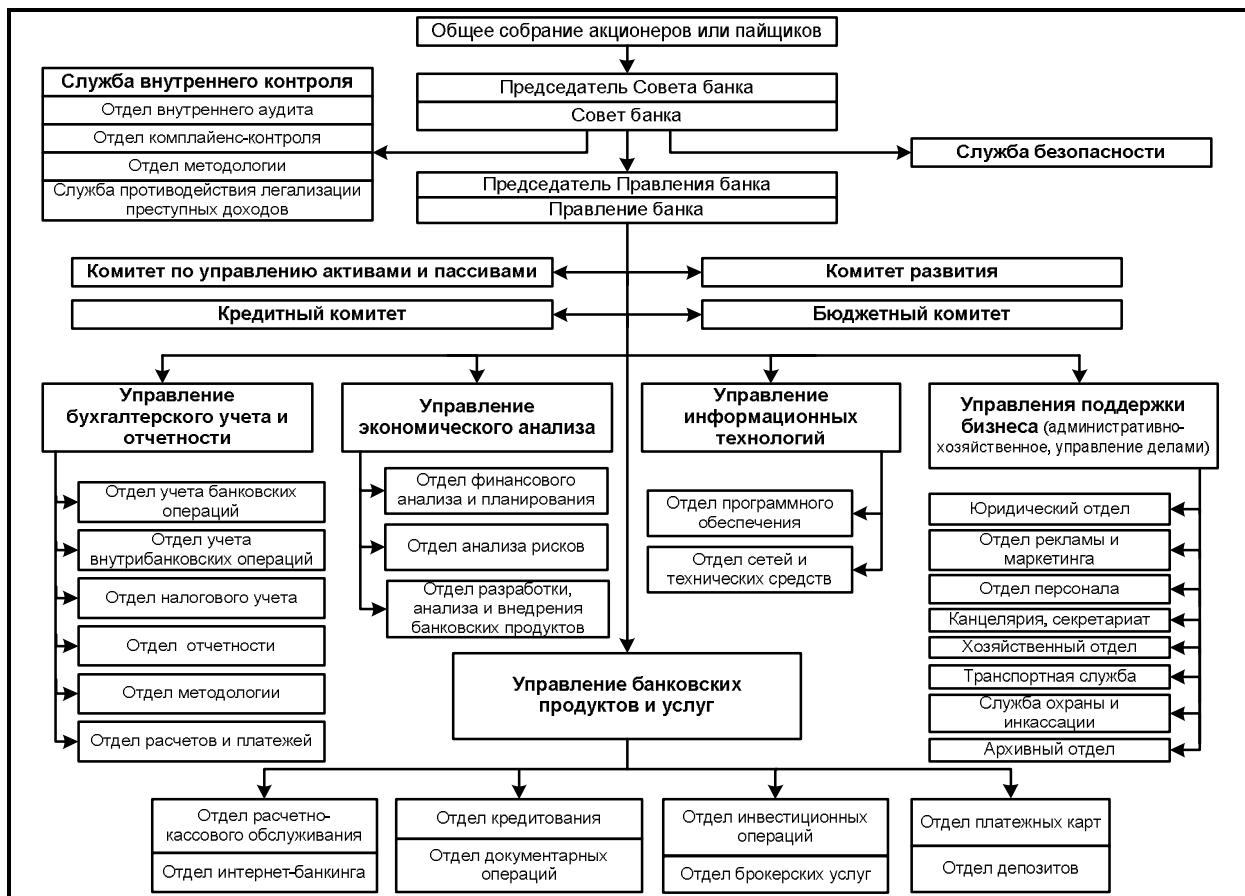 Общее собрание акционеров или пайщиков
Служба внутреннего контроля
Отдел внутреннего аудита
Отдел комплайенс-контроля
Отдел методологии
Служба противодействия легализации
преступных доходов
Председатель Совета банка
Совет банка
Служба безопасности
Председатель Правления банка
Правление банка
Комитет по управлению активами и пассивами
Комитет развития
Кредитный комитет
Бюджетный комитет
Управление
бухгалтерского учета и
отчетности
Отдел учета банковских
операций
Отдел учета
внутрибанковских операций
Отдел налогового учета
Отдел отчетности
Отдел методологии
Отдел расчетов и платежей
Управление
экономического анализа
Отдел финансового
анализа и планирования
Отдел анализа рисков
Отдел разработки,
анализа и внедрения
банковских продуктов
Управление
информационных
технологий
Отдел программного
обеспечения
Отдел сетей и
технических средств
Управления поддержки
бизнеса (административно-
хозяйственное, управление делами)
Юридический отдел
Отдел рекламы и
маркетинга
Отдел персонала
Канцелярия, секретариат
Хозяйственный отдел
Транспортная служба
Служба охраны и
инкассации
Архивный отдел
Управление банковских
продуктов и услуг
Отдел расчетно-
кассового обслуживания
Отдел интернет-банкинга
Отдел кредитования
Отдел документарных
операций
Отдел инвестиционных
операций
Отдел брокерских услуг
Отдел платежных карт
Отдел депозитов